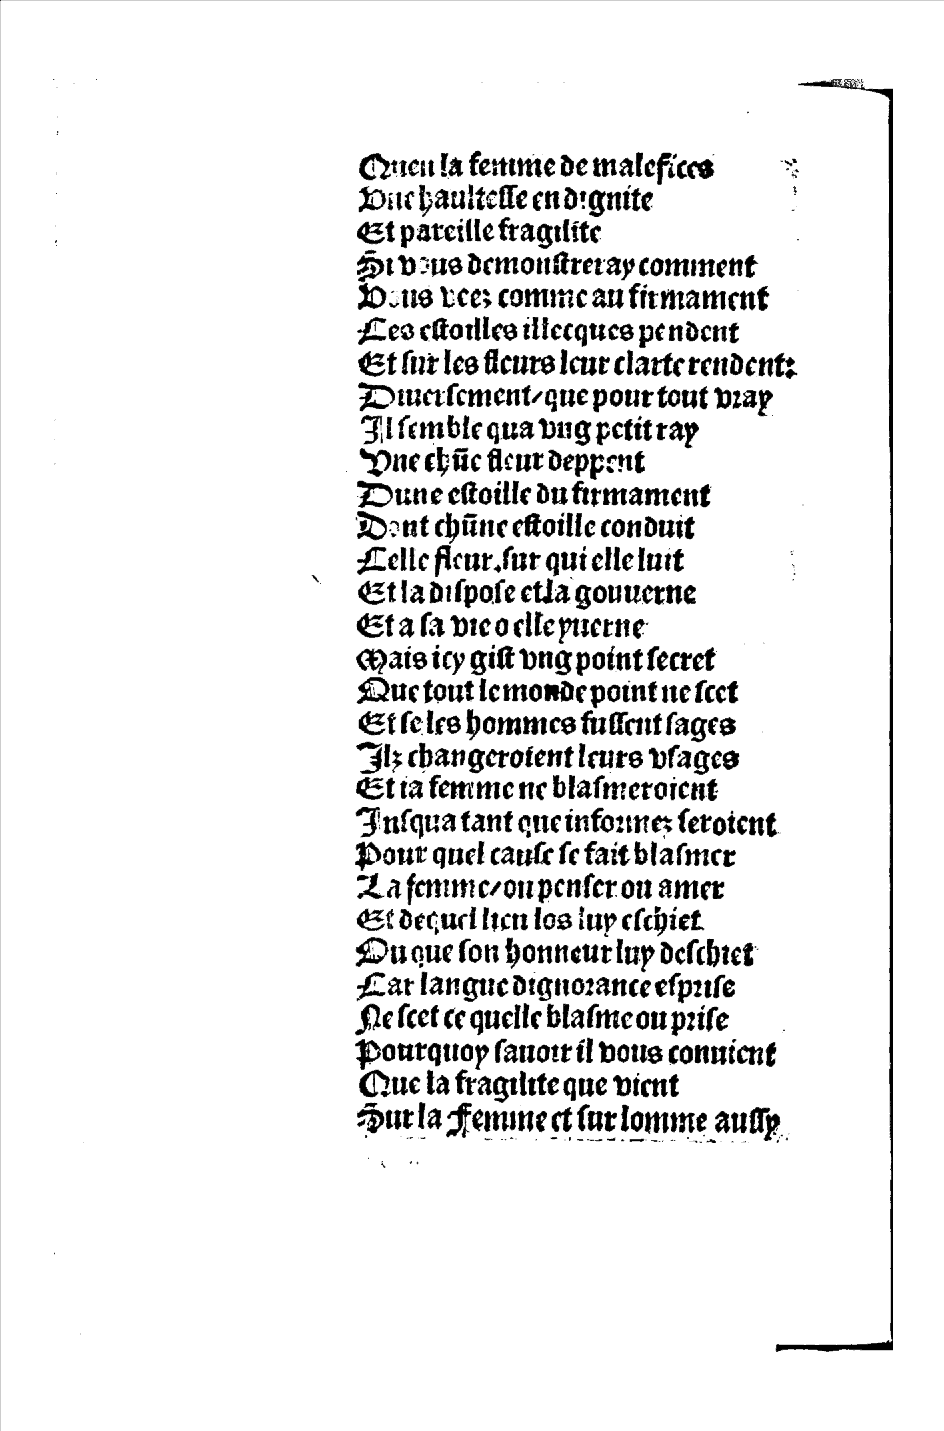 Quen la femme de malefices
Vne haultesse en dignite
Et pareille fragilite
Si vous demonstreray comment
Vous veez comme au firmament
Les estoilles illecques pendent
Et sur les fleurs leur clarte rendent:
Diuersement/que pour tout vray
Il semble qua vng petit ray
Vne chũe fleur deppent
Dune estoille du firmament
Dont chũne estoille conduit
Celle fleur.sur qui elle luit
Et la dispose et la gouuerne
Et a sa vie o elle yuerne
Mais icy gist vng point secret
Que tout le monde point ne scet
Et se les hommes fussent sages
Ilz changeroient leurs vsages
Et la femme ne blasmeroient
Iusqua tant que informez seroient
Pour quel cause se fait blasmer
La femme/ou penser ou amer
Et de quel lien los luy eschiet
Ou que son honneur luy deschiet
Car langue dignorance esprise
Ne scet ce quelle blasme ou prise
Pourquoy sauoir il vous conuient
Que la fragilite que vient
Sur la femme et sur lomme aussy